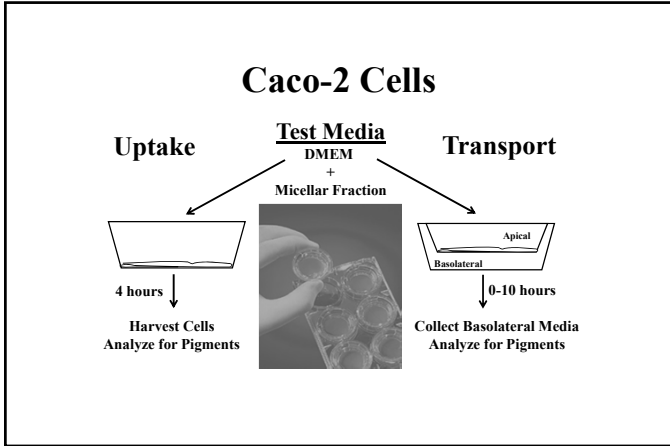 Caco-2 Cells
Uptake
Test Media
DMEM
+
Micellar Fraction
Transport
Apical
Basolateral
4 hours
0-10 hours
Harvest Cells
Analyze for Pigments
Collect Basolateral Media
Analyze for Pigments